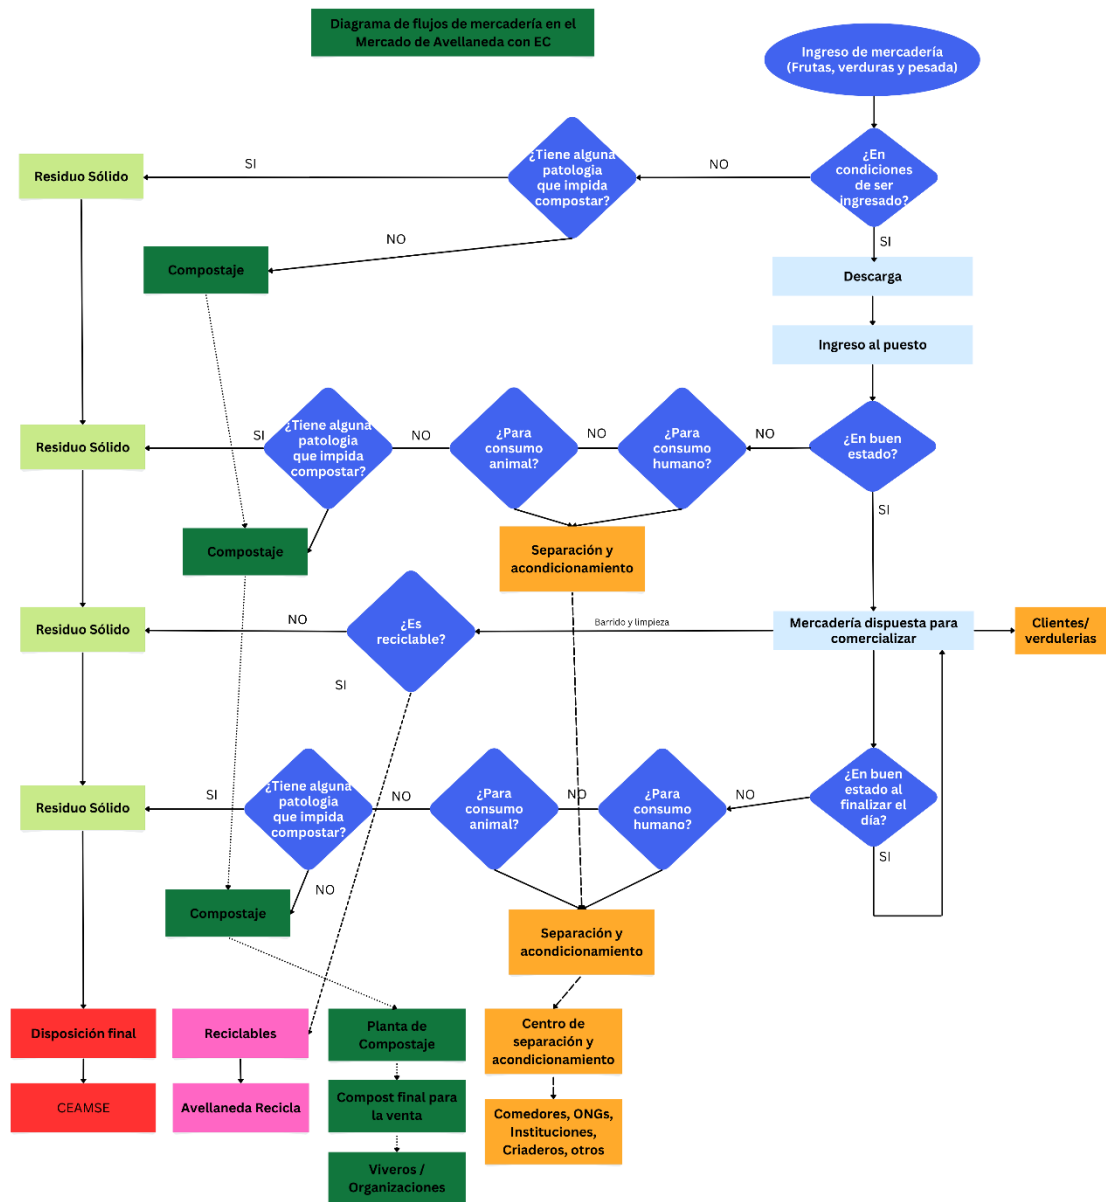 Diagrama de flujos de mercadería en el
Mercado de Avellaneda con EC
Ingreso de mercadería
(Frutas, verduras y pesada)
¿En
condiciones
de ser
ingresado?
NO
¿Tiene alguna
patologia
que impida
compostar?
SI
Residuo Sólido
NO
Compostaje
SI
Descarga
Ingreso al puesto
¿En buen
estado?
NO
¿Para
consumo
humano?
NO
¿Para
consumo
animal?
NO
¿Tiene alguna
patologia
que impida
compostar?
SI
Residuo Sólido
SI
Compostaje
Separación y
acondicionamiento
Mercadería dispuesta para
comercializar
Clientes/
verdulerias
Barrido y limpieza
¿Es
reciclable?
NO
Residuo Sólido
SI
¿En buen
estado al
finalizar el
día?
NO
¿Para
consumo
humano?
NO
¿Para
consumo
animal?
NO
¿Tiene alguna
patologia
que impida
compostar?
SI
Residuo Sólido
SI
NO
Compostaje
Separación y
acondicionamiento
Disposición final
Reciclables
Planta de
Compostaje
Centro de
separación y
acondicionamiento
CEAMSE
Avellaneda Recicla
Compost final para
la venta
Comedores, ONGs,
Instituciones,
Criaderos, otros
Viveros /
Organizaciones